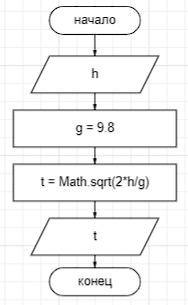 начало
h
g = 9.8
t = Math.sqrt(2*h/g)
t
конец